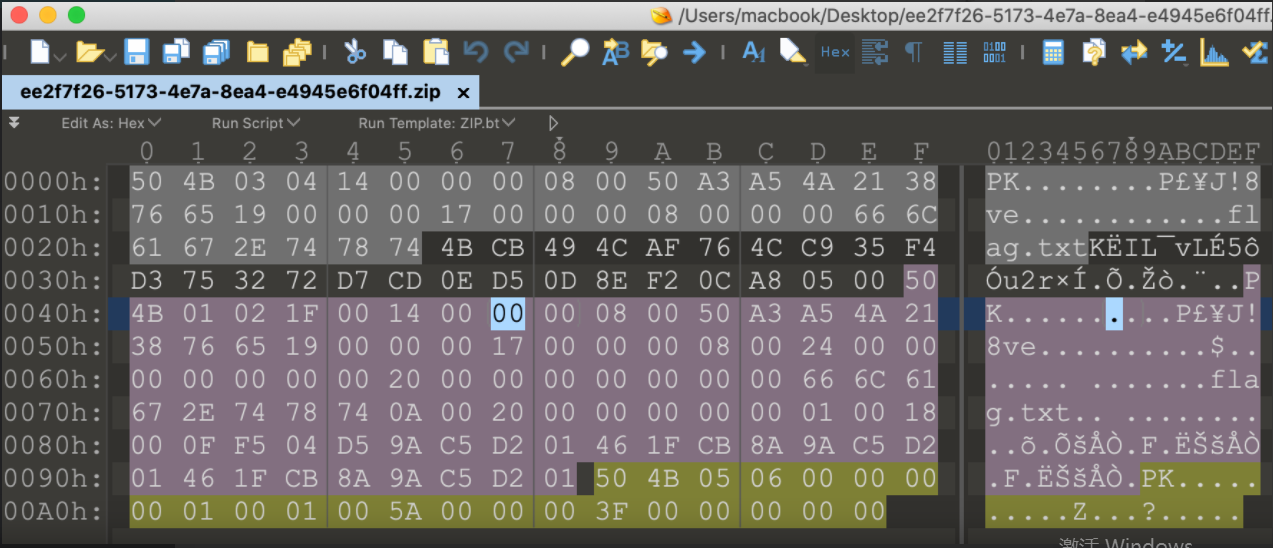 /Users/macbook/Desktop/ee2f7f26-5173-4e7a-8ea4-e4945e6f04ff.
Hex
ee2f7f26-5173-4e7a-8ea4-e4945e6f04ff.zip ×
Edit As: Hex Run Script Run Template: ZIP.bt
0 1 2 3 4 5 6 7 8 9 A B C D E F 0123456789ABCDEF
0000h: 50 4B 03 04 14 00 00 00 08 00 50 A3 A5 4A 21 38 PK........P£¥J!8
0010h: 76 65 19 00 00 00 17 00 00 00 08 00 00 00 66 6C ve............fl
0020h: 61 67 2E 74 78 74 4B CB 49 4C AF 76 4C C9 35 F4 ag.txtKËIL¯vLÉ5ô
0030h: D3 75 32 72 D7 CD 0E D5 0D 8E F2 0C A8 05 00 50 Óu2r×Í.Õ.Žò.¨..P
0040h: 4B 01 02 1F 00 14 00 00 00 08 00 50 A3 A5 4A 21 K..........P£¥J!
0050h: 38 76 65 19 00 00 00 17 00 00 00 08 00 24 00 00 8ve..........$..
0060h: 00 00 00 00 20 00 00 00 00 00 00 00 66 6C 61 ..... .......fla
0070h: 67 2E 74 78 74 0A 00 20 00 00 00 00 00 01 00 18 g.txt.. ........
0080h: 00 0F F5 04 D5 9A C5 D2 01 46 1F CB 8A 9A C5 D2 ..õ.ÕšÅÒ.F.ËŠšÅÒ
0090h: 01 46 1F CB 8A 9A C5 D2 01 50 4B 05 06 00 00 00 .F.ËŠšÅÒ.PK.....
00A0h: 00 01 00 01 00 5A 00 00 00 3F 00 00 00 00 00 .....Z...?.....
激活 Windows